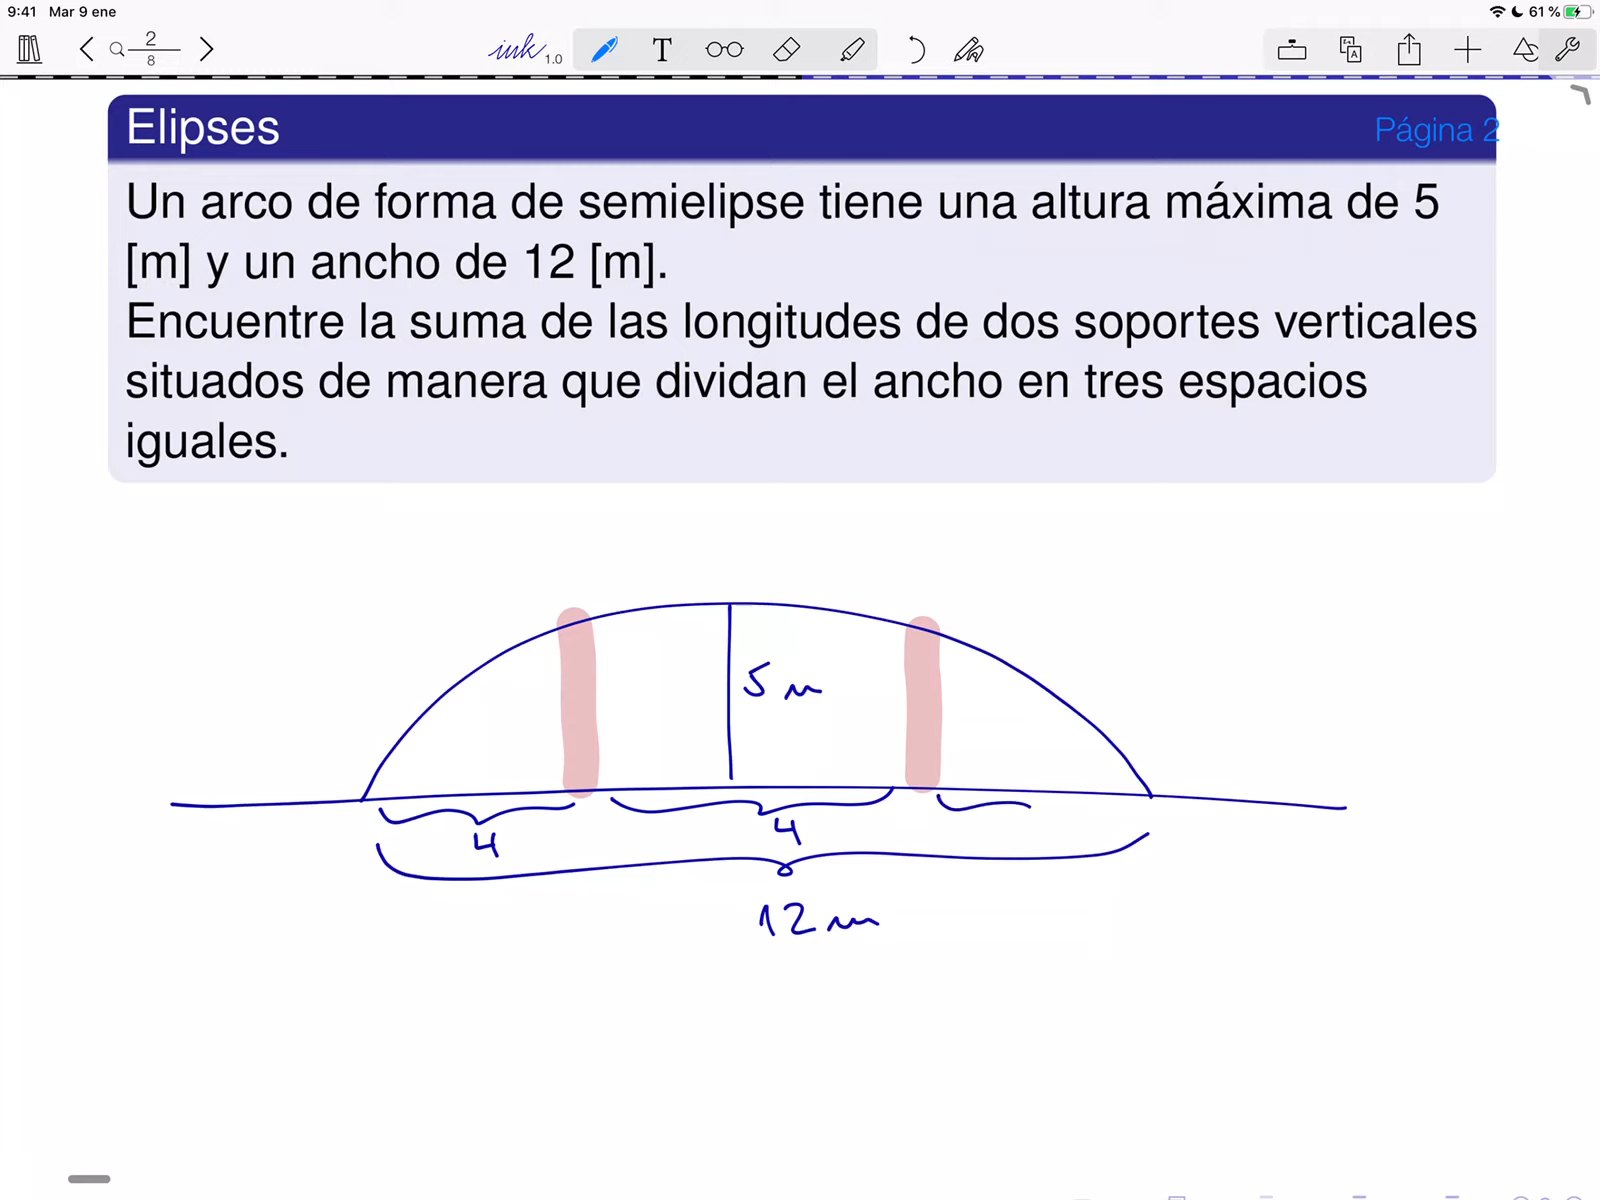 9:41 Mar 9 ene
61 %
2
8
ink 1.0
T
Elipses
Página 2
Un arco de forma de semielipse tiene una altura máxima de 5
[m] y un ancho de 12 [m].
Encuentre la suma de las longitudes de dos soportes verticales
situados de manera que dividan el ancho en tres espacios
iguales.
5 m
4
4
12 m